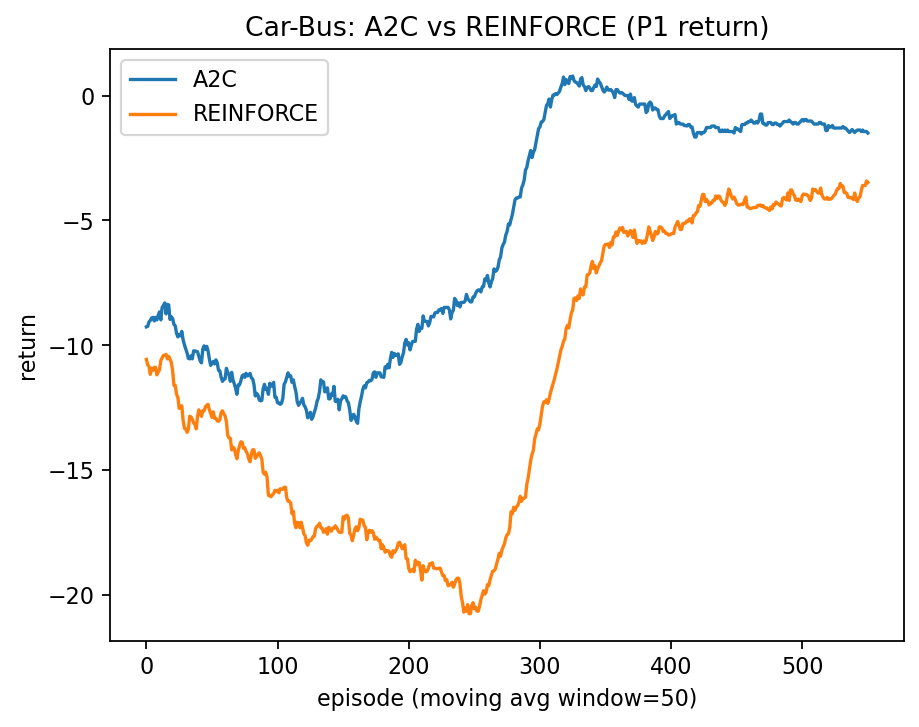 Car-Bus: A2C vs REINFORCE (P1 return)
A2C
REINFORCE
return
0
−5
−10
−15
−20
0 100 200 300 400 500
episode (moving avg window=50)